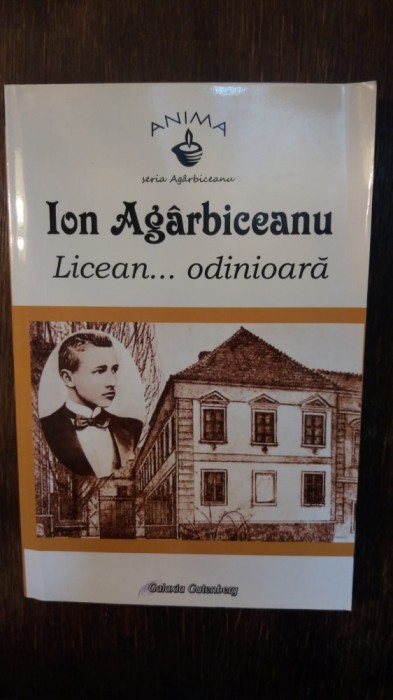 ANIMA
seria Agârbiceanu
Ion Agârbiceanu
Licean... odinioară
Galaxia Gutenberg